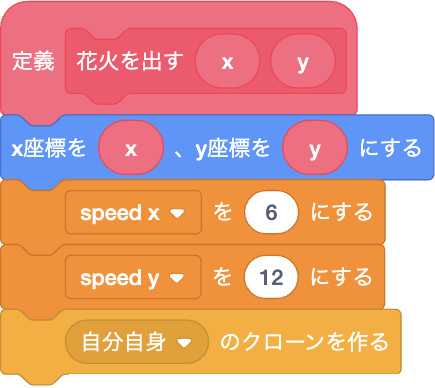 定義 花火を出す x y
x座標を x 、y座標を y にする
speed x を 6 にする
speed y を 12 にする
自分自身 のクローンを作る